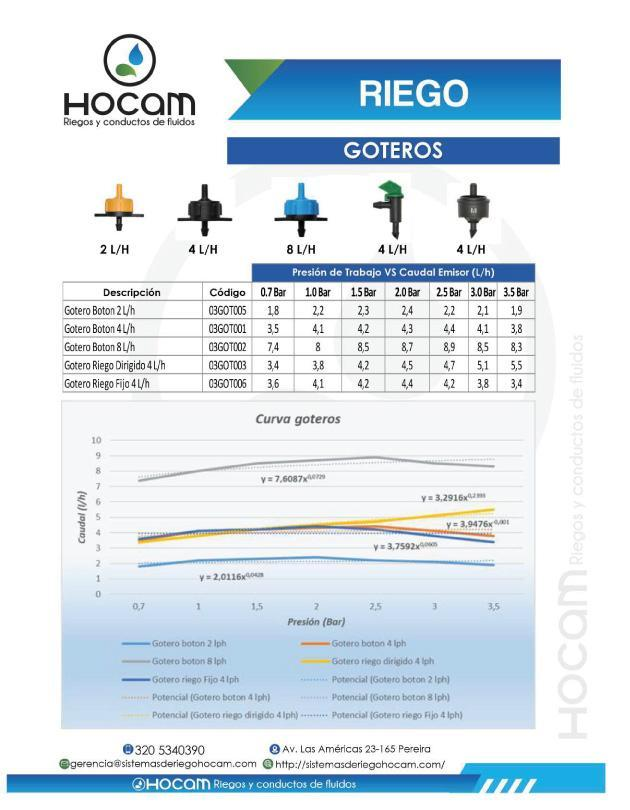 HOCAM
Riegos y conductos de fluidos
RIEGO
GOTEROS
2 L/H 4 L/H 8 L/H 4 L/H 4 L/H
Presión de Trabajo VS Caudal Emisor (L/h)
Descripción Código 0.7 Bar 1.0 Bar 1.5 Bar 2.0 Bar 2.5 Bar 3.0 Bar 3.5 Bar
Gotero Boton 2 L/h 03GOT005 1,8 2,2 2,3 2,4 2,2 2,1 1,9
Gotero Boton 4 L/h 03GOT001 3,5 4,1 4,2 4,3 4,4 4,1 3,8
Gotero Boton 8 L/h 03GOT002 7,4 8 8,5 8,7 8,9 8,5 8,3
Gotero Riego Dirigido 4 L/h 03GOT003 3,4 3,8 4,2 4,5 4,7 5,1 5,5
Gotero Riego Fijo 4 L/h 03GOT006 3,6 4,1 4,2 4,4 4,2 3,8 3,4
Curva goteros
Caudal (l/h)
10
9
8
7
6
5
4
3
2
1
0
y = 7,6087x^0,0729
y = 3,2916x^0,2393
y = 3,9476x^-0,001
y = 3,7592x^0,0605
y = 2,0116x^0,0428
0,7 1 1,5 2 2,5 3 3,5
Presión (Bar)
Gotero boton 2 lph Gotero boton 4 lph
Gotero boton 8 lph Gotero riego dirigido 4 lph
Gotero riego Fijo 4 lph Potencial (Gotero boton 2 lph)
Potencial (Gotero boton 4 lph) Potencial (Gotero boton 8 lph)
Potencial (Gotero riego dirigido 4 lph) Potencial (Gotero riego Fijo 4 lph)
HOCAM Riegos y conductos de fluidos
320 5340390 Av. Las Américas 23-165 Pereira
gerencia@sistemasderiegohocam.com http://sistemasderiegohocam.com/
HOCAM Riegos y conductos de fluidos